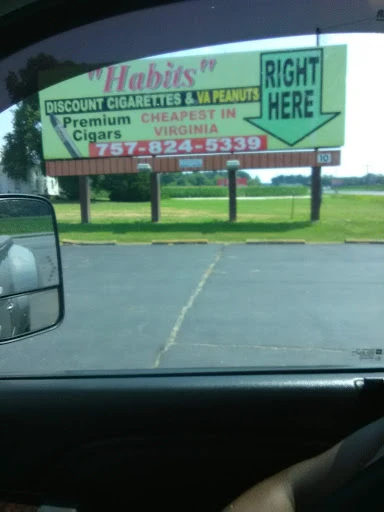 "Habits"
DISCOUNT CIGARETTES & VA PEANUTS
Premium
Cigars
CHEAPEST IN
VIRGINIA
757-824-5339
RIGHT
HERE
10